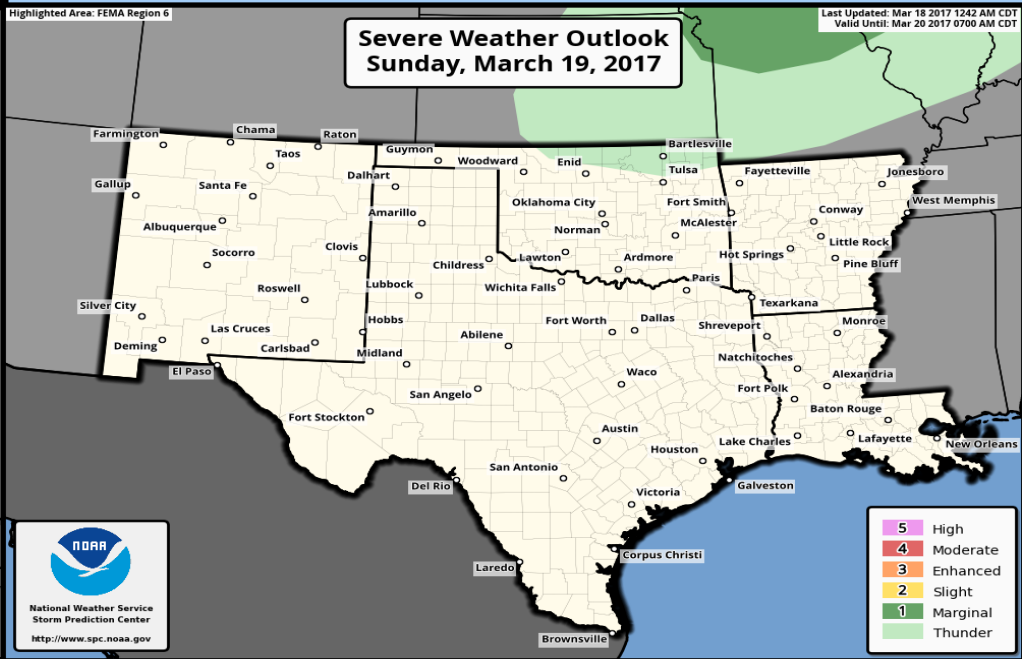 Highlighted Area: FEMA Region 6
Last Updated: Mar 18 2017 1242 AM CDT
Valid Until: Mar 20 2017 0700 AM CDT
Severe Weather Outlook
Sunday, March 19, 2017
Farmington
Chama
Raton
Taos
Guymon
Woodward
Enid
Bartlesville
Gallup
Santa Fe
Dalhart
Tulsa
Fayetteville
Jonesboro
Albuquerque
Amarillo
Oklahoma City
Fort Smith
Conway
West Memphis
Norman
McAlester
Socorro
Clovis
Childress
Lawton
Ardmore
Hot Springs
Little Rock
Pine Bluff
Roswell
Lubbock
Wichita Falls
Paris
Texarkana
Silver City
Las Cruces
Hobbs
Abilene
Fort Worth
Dallas
Shreveport
Monroe
Deming
Carlsbad
Midland
Natchitoches
El Paso
San Angelo
Waco
Fort Polk
Alexandria
Fort Stockton
Austin
Baton Rouge
Houston
Lake Charles
Lafayette
New Orleans
Del Rio
San Antonio
Victoria
Galveston
Laredo
Corpus Christi
Brownsville
NOAA
National Weather Service
Storm Prediction Center
http://www.spc.noaa.gov
5 High
4 Moderate
3 Enhanced
2 Slight
1 Marginal
Thunder